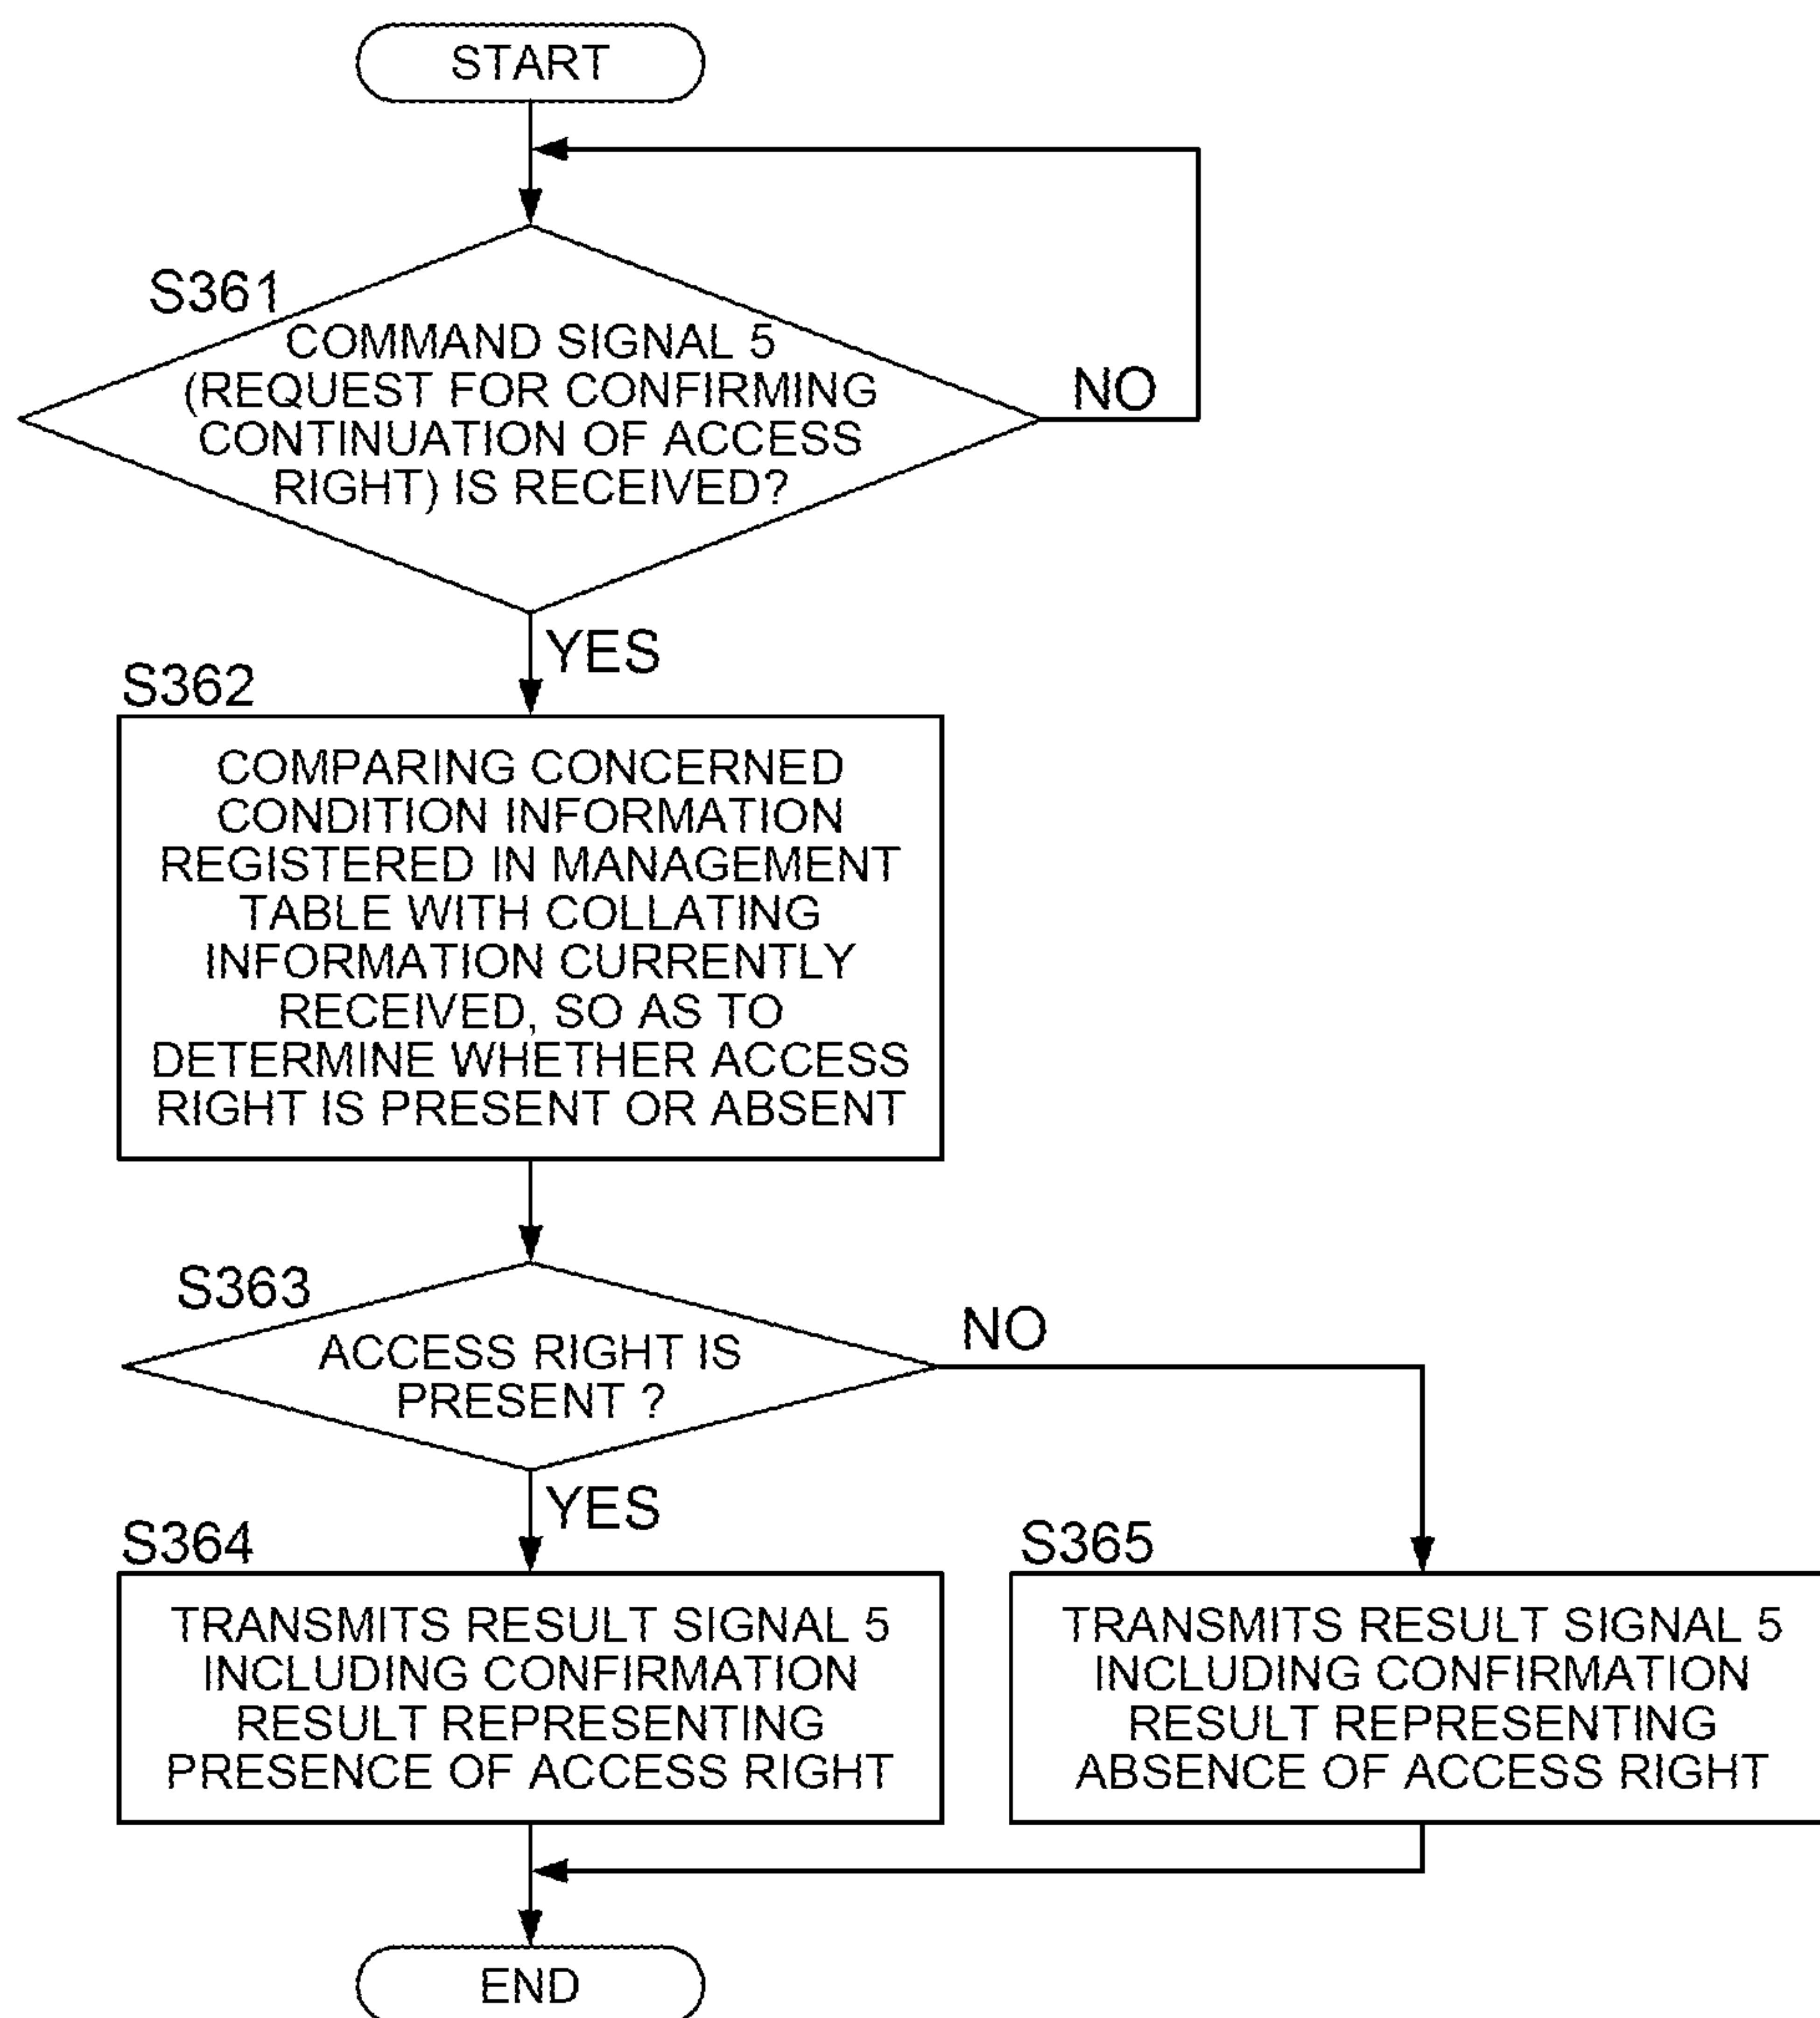 START
S361
COMMAND SIGNAL 5
(REQUEST FOR CONFIRMING
CONTINUATION OF ACCESS
RIGHT) IS RECEIVED?
NO
YES
S362
COMPARING CONCERNED
CONDITION INFORMATION
REGISTERED IN MANAGEMENT
TABLE WITH COLLATING
INFORMATION CURRENTLY
RECEIVED, SO AS TO
DETERMINE WHETHER ACCESS
RIGHT IS PRESENT OR ABSENT
S363
ACCESS RIGHT IS
PRESENT ?
NO
YES
S364
TRANSMITS RESULT SIGNAL 5
INCLUDING CONFIRMATION
RESULT REPRESENTING
PRESENCE OF ACCESS RIGHT
S365
TRANSMITS RESULT SIGNAL 5
INCLUDING CONFIRMATION
RESULT REPRESENTING
ABSENCE OF ACCESS RIGHT
END